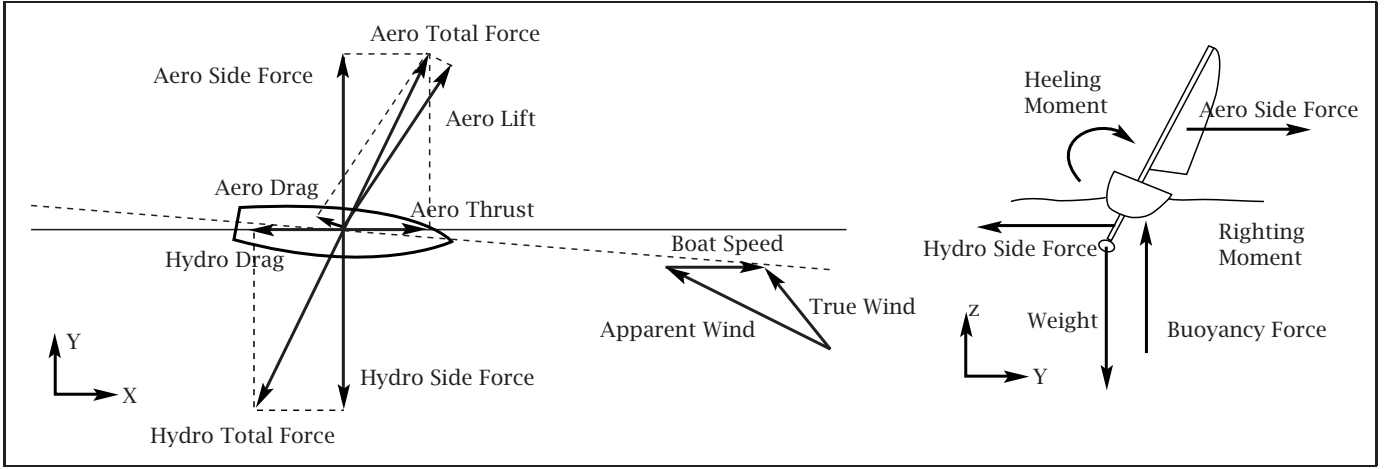 Aero Total Force
Aero Side Force
Aero Lift
Aero Drag
Aero Thrust
Hydro Drag
Boat Speed
True Wind
Apparent Wind
Y
X
Hydro Side Force
Hydro Total Force
Heeling
Moment
Aero Side Force
Hydro Side Force
Righting
Moment
z
Weight
Buoyancy Force
Y